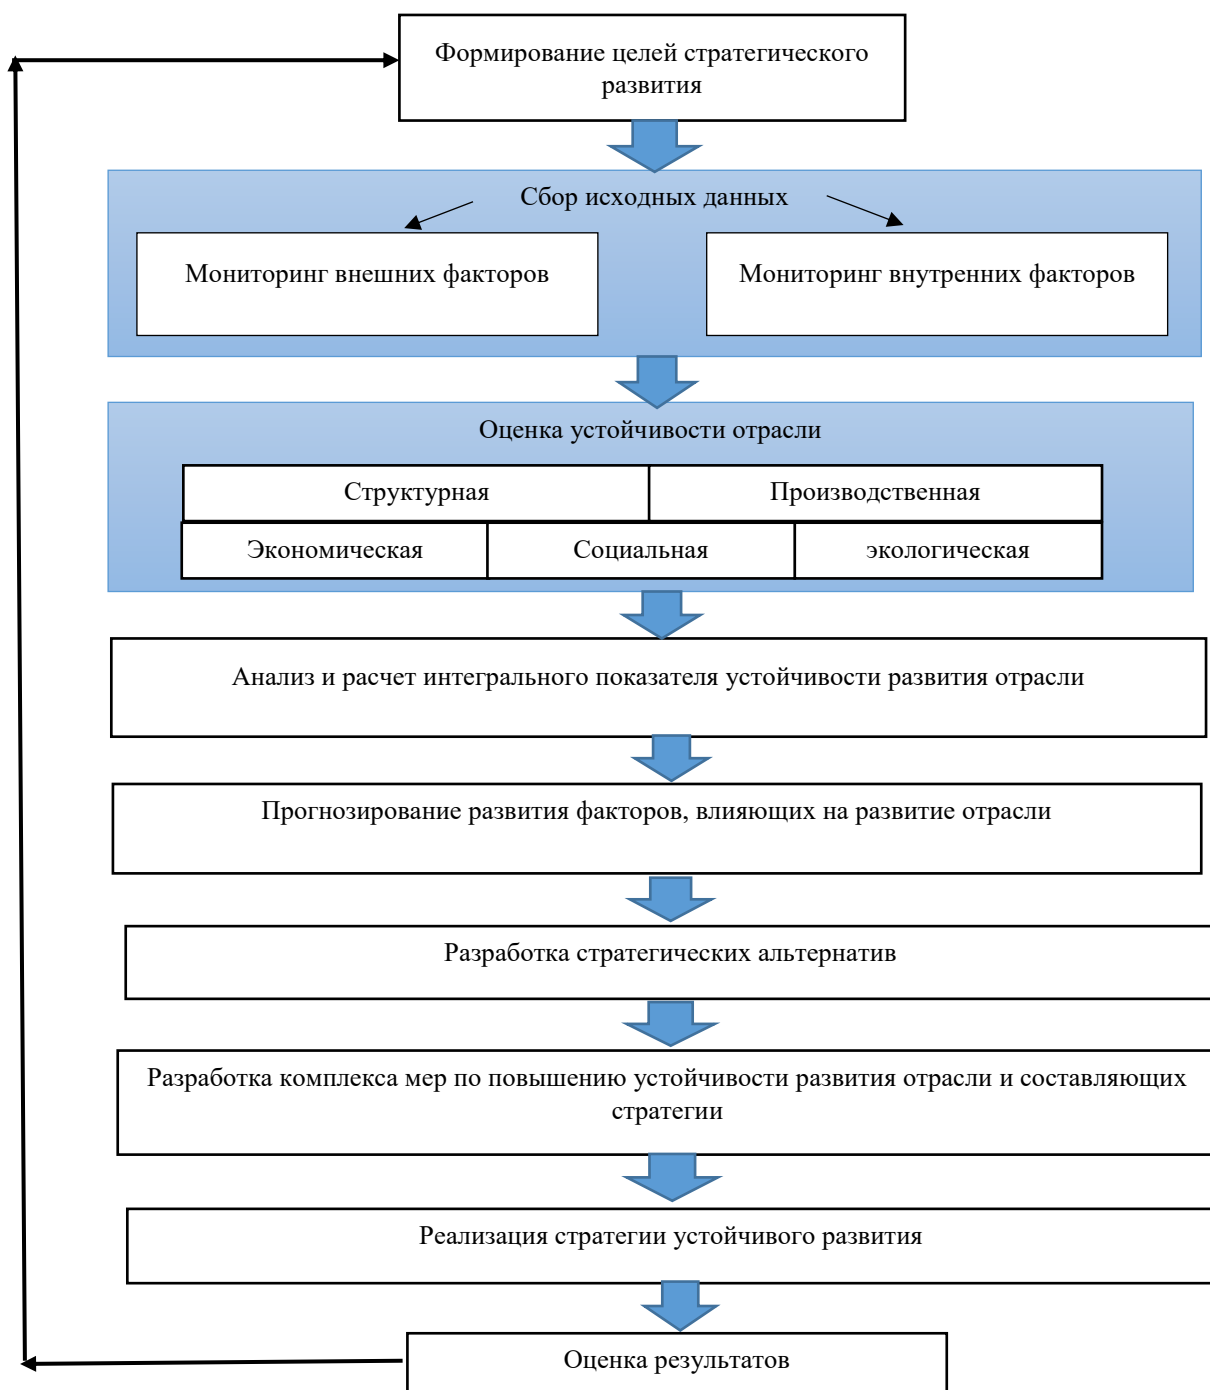 Формирование целей стратегического
развития
Сбор исходных данных
Мониторинг внешних факторов
Мониторинг внутренних факторов
Оценка устойчивости отрасли
Структурная
Производственная
Экономическая
Социальная
экологическая
Анализ и расчет интегрального показателя устойчивости развития отрасли
Прогнозирование развития факторов, влияющих на развитие отрасли
Разработка стратегических альтернатив
Разработка комплекса мер по повышению устойчивости развития отрасли и составляющих
стратегии
Реализация стратегии устойчивого развития
Оценка результатов